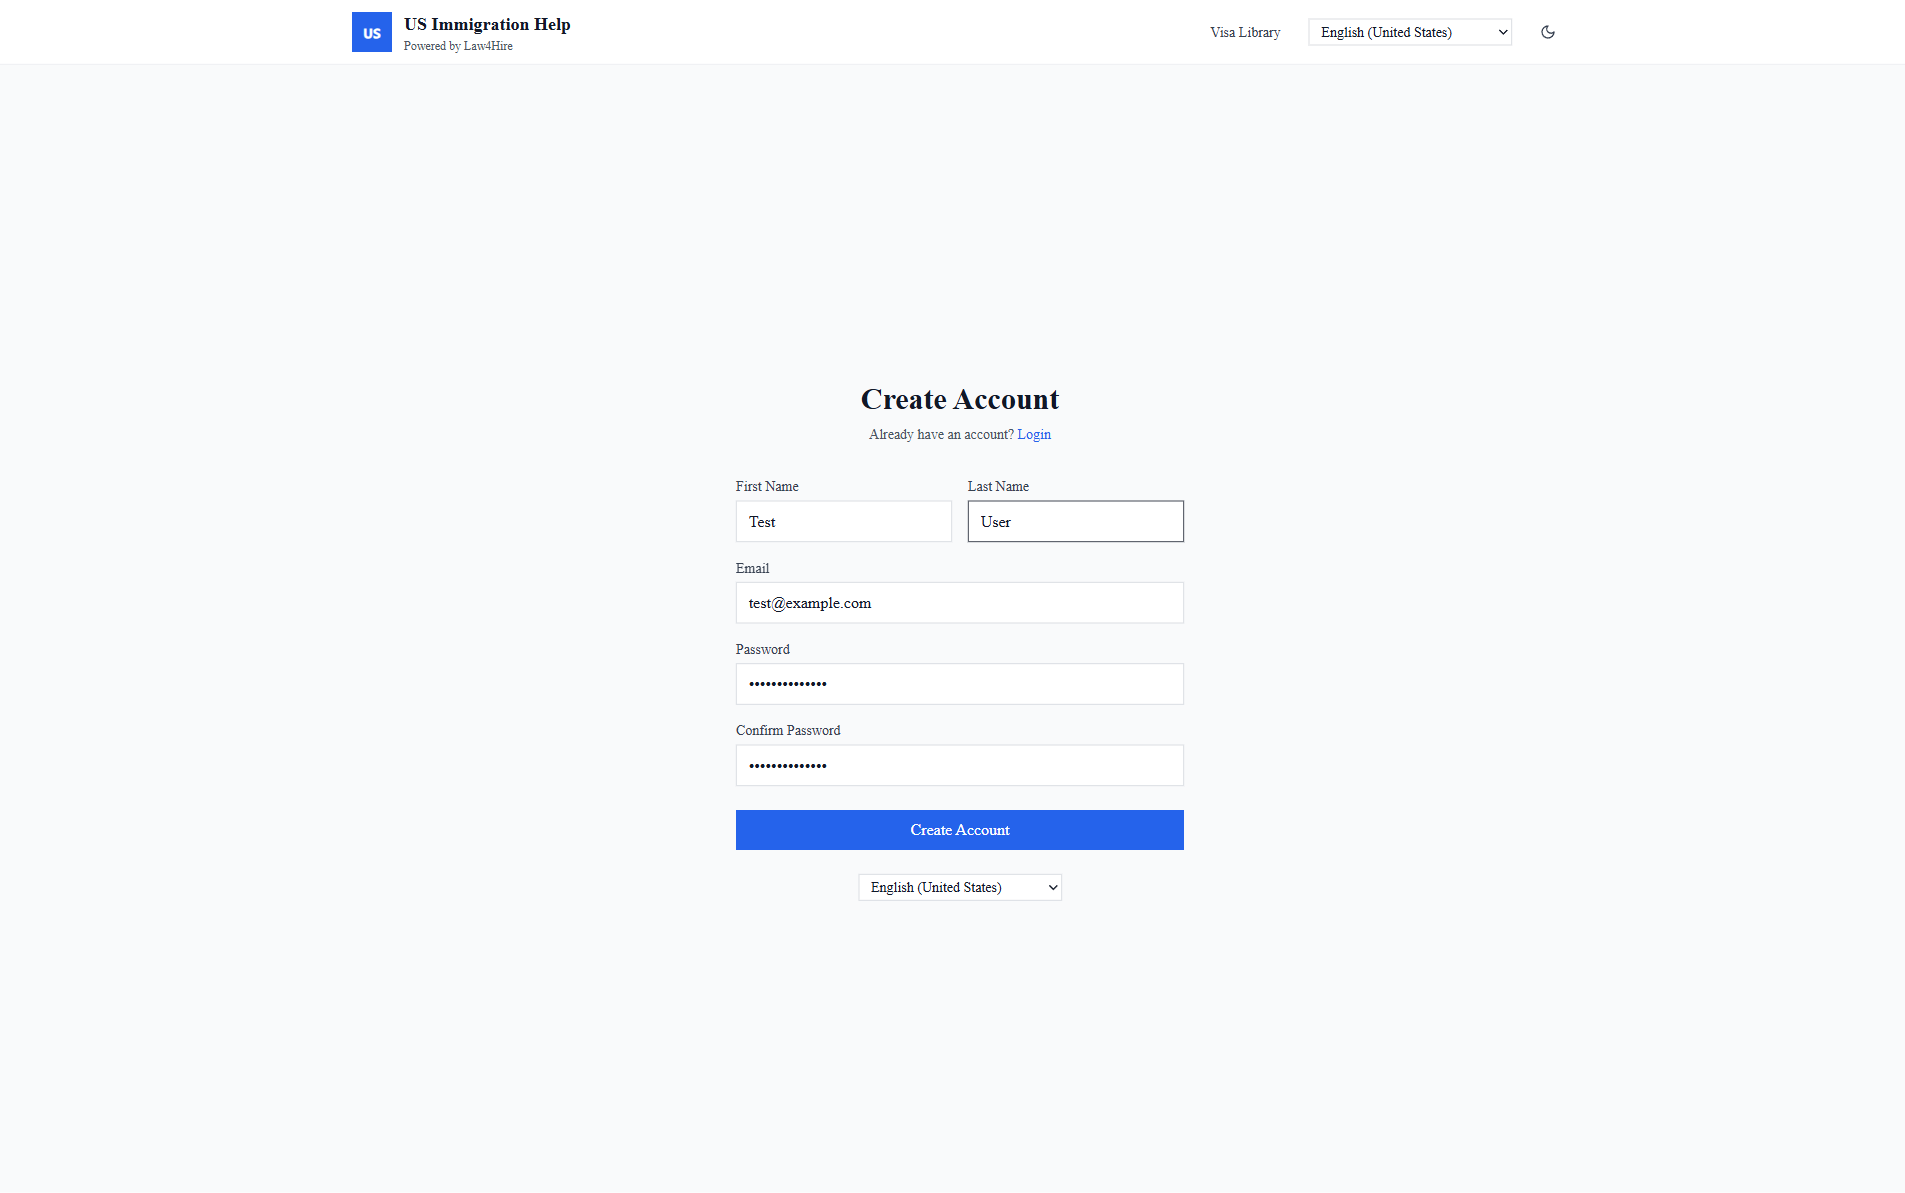 US
US Immigration Help
Powered by Law4Hire
Visa Library
English (United States)
Create Account
Already have an account? Login
First Name
Last Name
Test
User
Email
test@example.com
Password
••••••••••••••
Confirm Password
••••••••••••••
Create Account
English (United States)